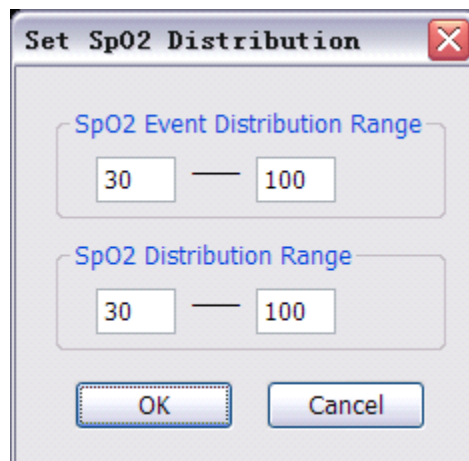 Set SpO2 Distribution
SpO2 Event Distribution Range
30 — 100
SpO2 Distribution Range
30 — 100
OK Cancel